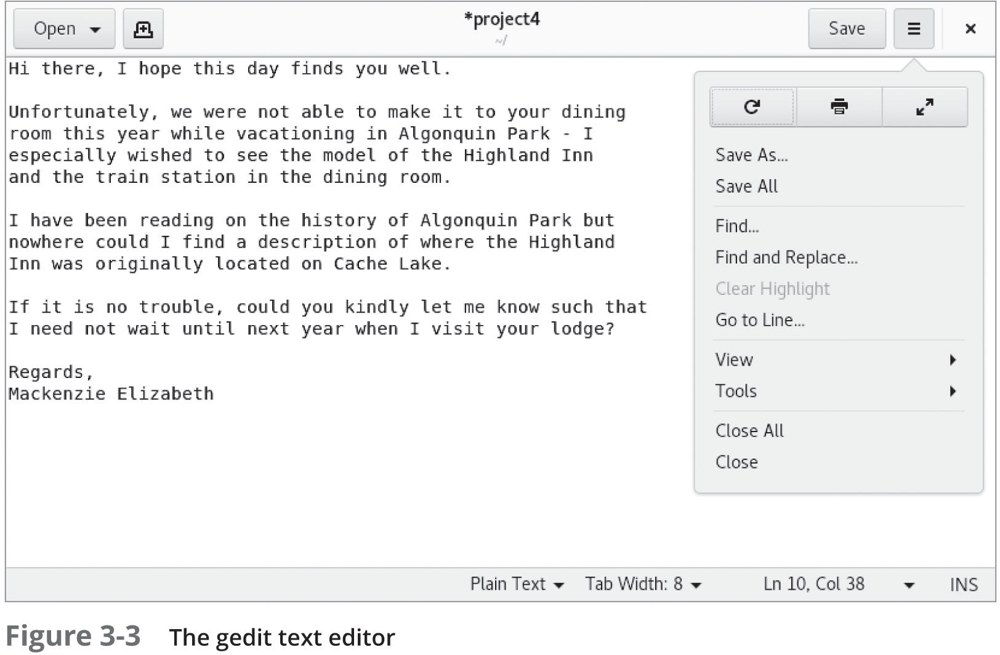 Open
*project4
~/
Save
Hi there, I hope this day finds you well.
Unfortunately, we were not able to make it to your dining
room this year while vacationing in Algonquin Park - I
especially wished to see the model of the Highland Inn
and the train station in the dining room.
I have been reading on the history of Algonquin Park but
nowhere could I find a description of where the Highland
Inn was originally located on Cache Lake.
If it is no trouble, could you kindly let me know such that
I need not wait until next year when I visit your lodge?
Regards,
Mackenzie Elizabeth
Save As...
Save All
Find...
Find and Replace...
Clear Highlight
Go to Line...
View
Tools
Close All
Close
Plain Text Tab Width: 8 Ln 10, Col 38 INS
Figure 3-3 The gedit text editor